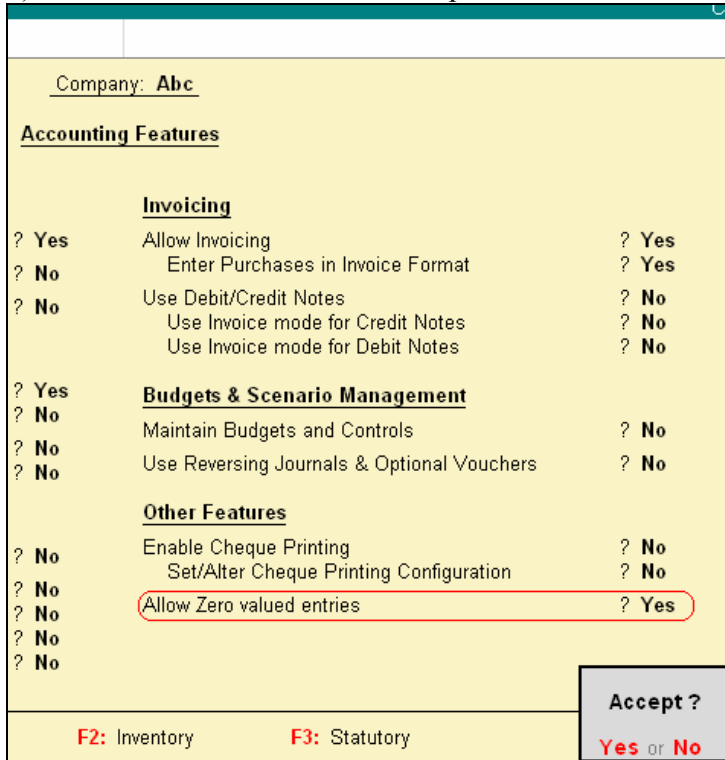 Company: Abc
Accounting Features
Invoicing
? Yes Allow Invoicing ? Yes
? No Enter Purchases in Invoice Format ? Yes
? No Use Debit/Credit Notes ? No
Use Invoice mode for Credit Notes ? No
Use Invoice mode for Debit Notes ? No
? Yes Budgets & Scenario Management
? No
Maintain Budgets and Controls ? No
? No
? No Use Reversing Journals & Optional Vouchers ? No
Other Features
? No Enable Cheque Printing ? No
Set/Alter Cheque Printing Configuration ? No
? No
? No Allow Zero valued entries ? Yes
? No
? No
Accept ?
F2: Inventory F3: Statutory
Yes or No